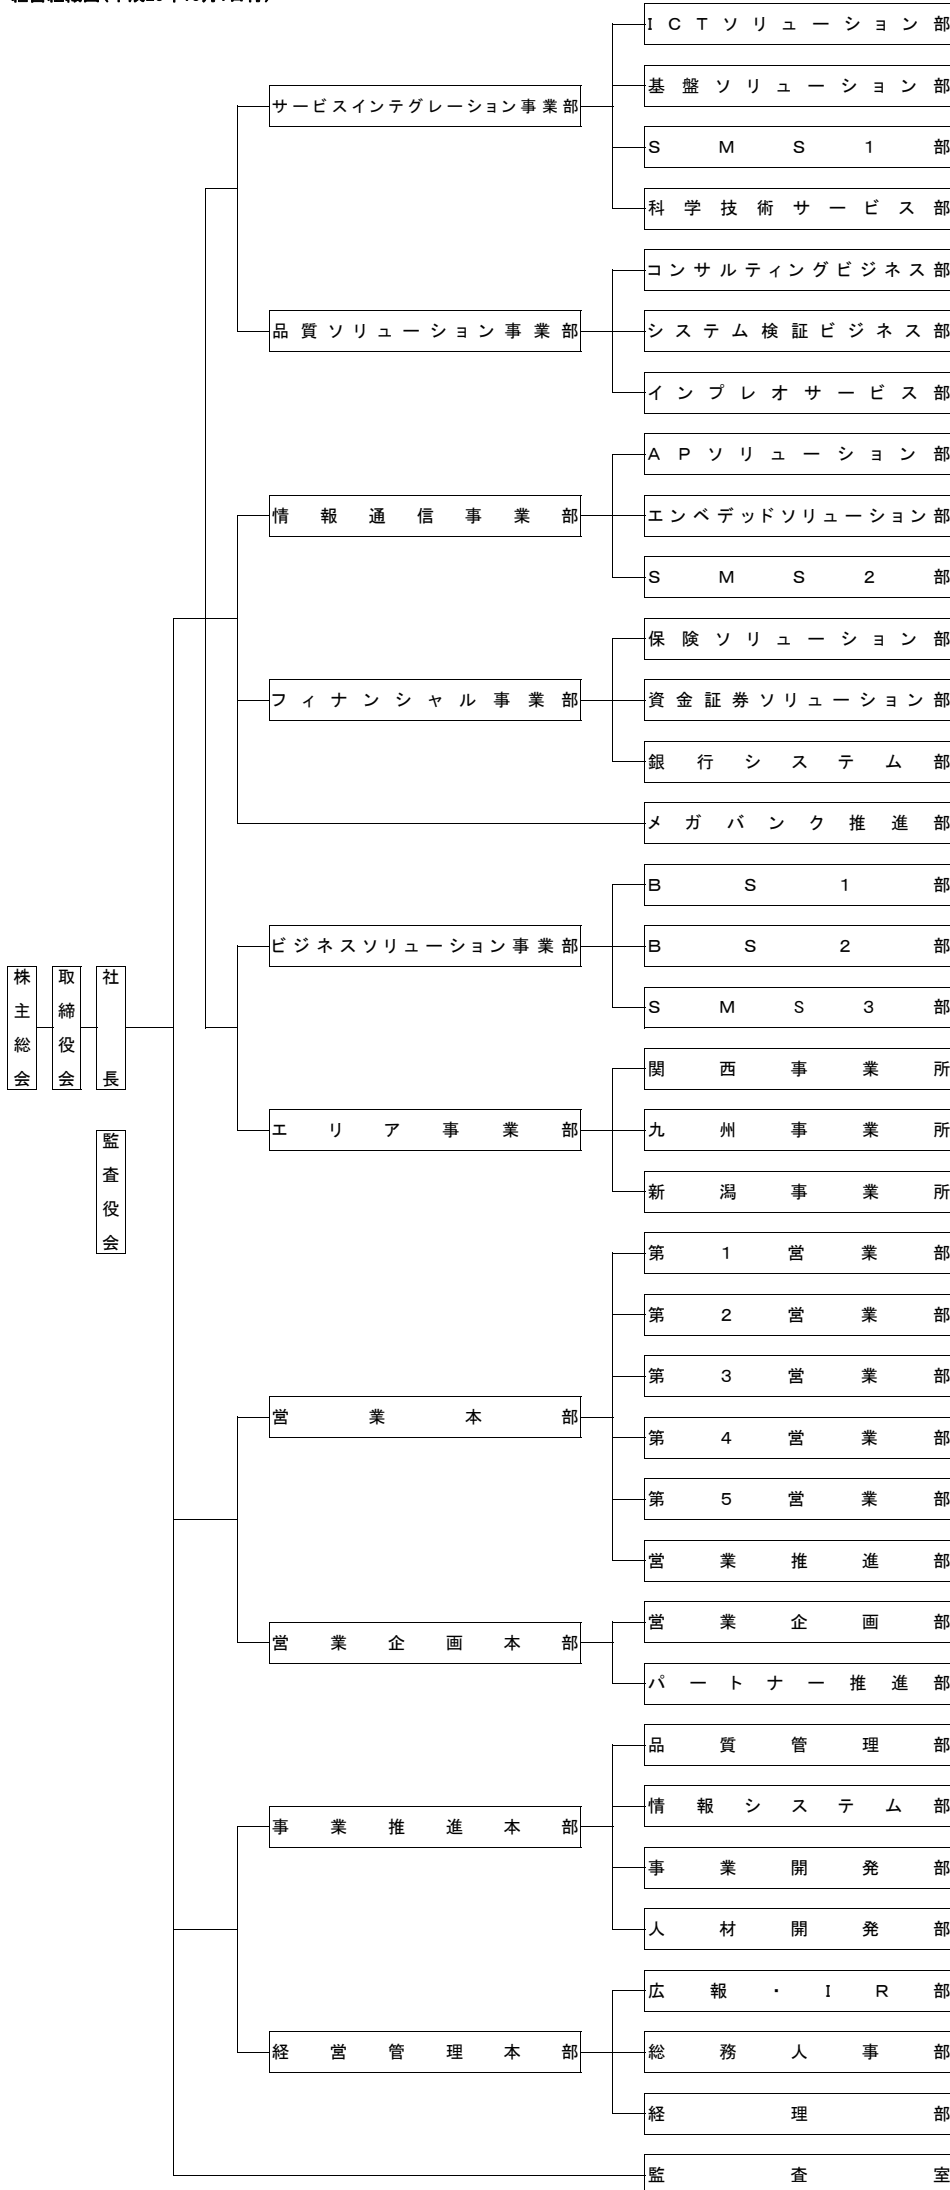 ICTソリューション部
基盤ソリューション部
サービスインテグレーション事業部
SMS1部
科学技術サービス部
コンサルティングビジネス部
品質ソリューション事業部
システム検証ビジネス部
インプレオサービス部
APソリューション部
情報通信事業部
エンベデッドソリューション部
SMS2部
保険ソリューション部
フィナンシャル事業部
資金証券ソリューション部
銀行システム部
メガバンク推進部
BS1部
ビジネスソリューション事業部
BS2部
株主総会
取締役会
社長
SMS3部
関西事業所
エリア事業部
九州事業所
監査役会
新潟事業所
第1営業部
第2営業部
第3営業部
営業本部
第4営業部
第5営業部
営業推進部
営業企画部
営業企画本部
パートナー推進部
品質管理部
情報システム部
事業推進本部
事業開発部
人材開発部
広報・IR部
経営管理本部
総務人事部
経理部
監査室